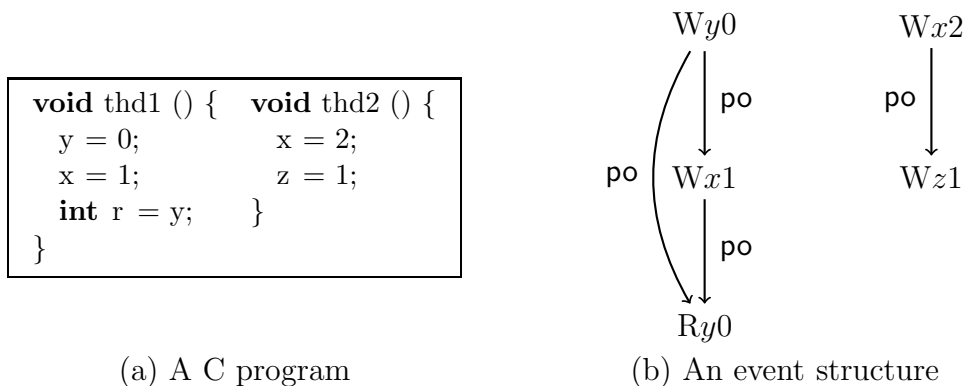 void thd1 () {
y = 0;
x = 1;
int r = y;
}
void thd2 () {
x = 2;
z = 1;
}
(a) A C program
Wy0
Wx2
po
po
po
Wx1
Wz1
po
Ry0
(b) An event structure